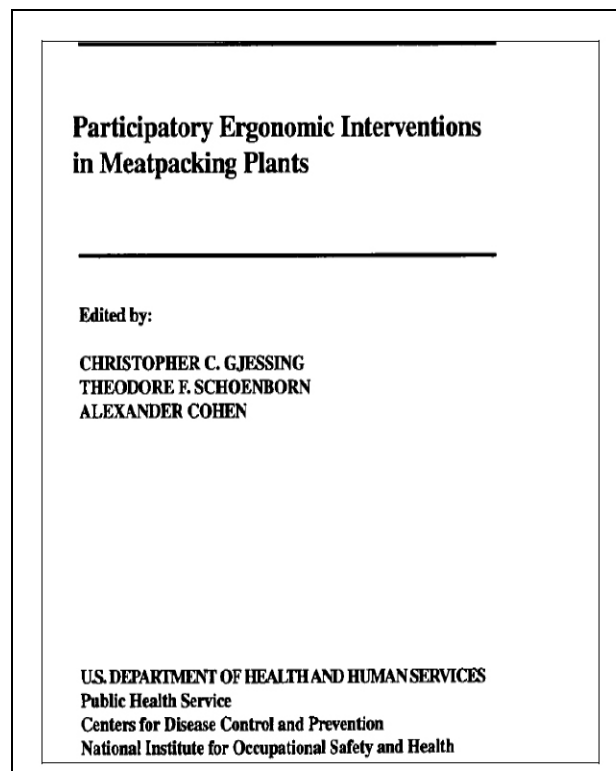 Participatory Ergonomic Interventions
in Meatpacking Plants
Edited by:
CHRISTOPHER C. GJESSING
THEODORE F. SCHOENBORN
ALEXANDER COHEN
U.S. DEPARTMENT OF HEALTH AND HUMAN SERVICES
Public Health Service
Centers for Disease Control and Prevention
National Institute for Occupational Safety and Health